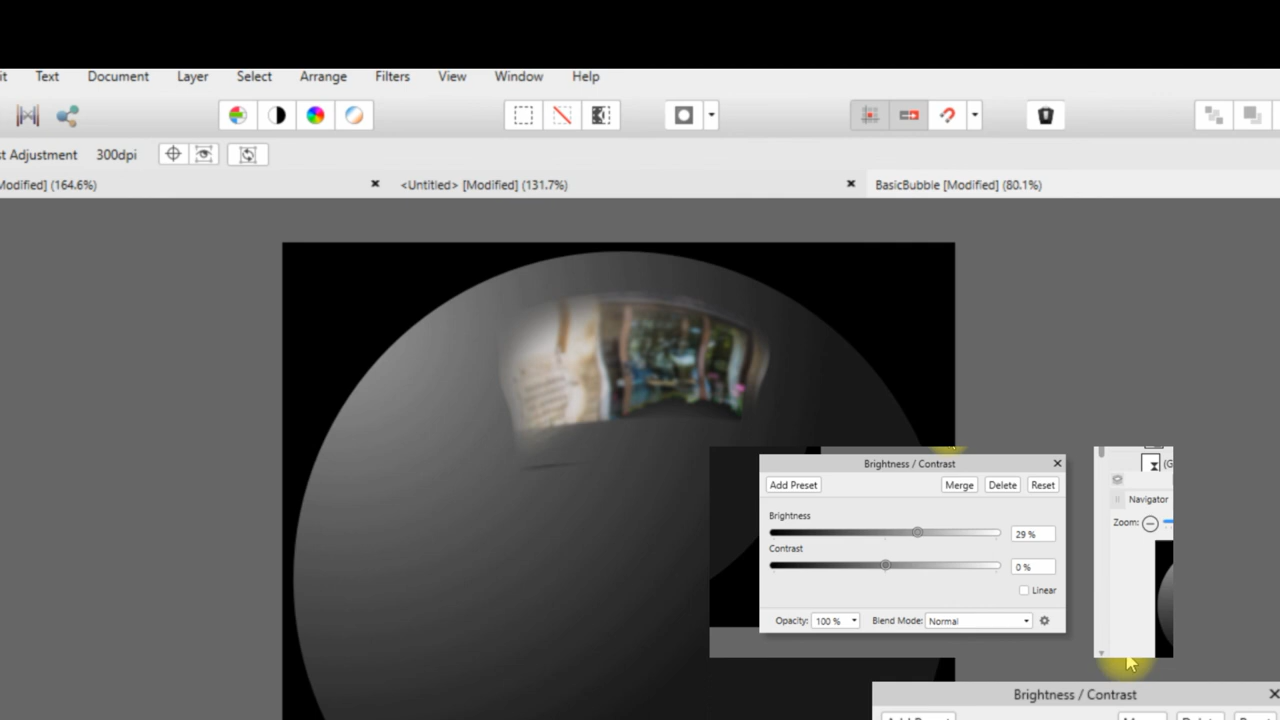 it Text Document Layer Select Arrange Filters View Window Help
st Adjustment 300dpi
Modified] (164.6%) <Untitled> [Modified] (131.7%) BasicBubble [Modified] (80.1%)
Brightness / Contrast
Add Preset Merge Delete Reset
Brightness
29 %
Contrast
0 %
Linear
Opacity: 100 % Blend Mode: Normal
(G
Navigator
Zoom:
Brightness / Contrast